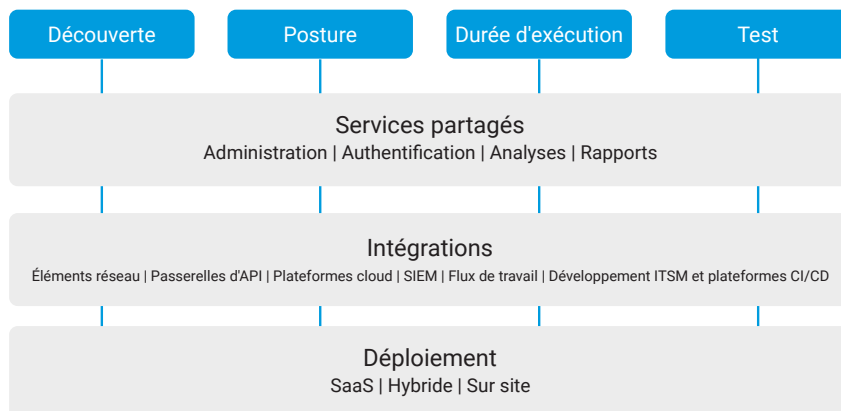 Découverte
Posture
Durée d'exécution
Test
Services partagés
Administration | Authentification | Analyses | Rapports
Intégrations
Éléments réseau | Passerelles d'API | Plateformes cloud | SIEM | Flux de travail | Développement ITSM et plateformes CI/CD
Déploiement
SaaS | Hybride | Sur site